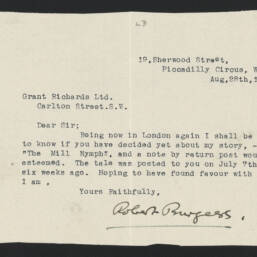 L3
19, Sherwood Street,
Piccadilly Circus, W
Aug, 28th,1
Grant Richards Ltd.
Carlton Street.S.W.
Dear Sir;
Being now in London again I shall be
to know if you have decided yet about my story, -
"The Mill Nymph", and a note by return post woul
esteemed. The tale was posted to you on July 7th
six weeks ago. Hoping to have found favour with
I am ,
Yours Faithfully,
Robert Burgess.